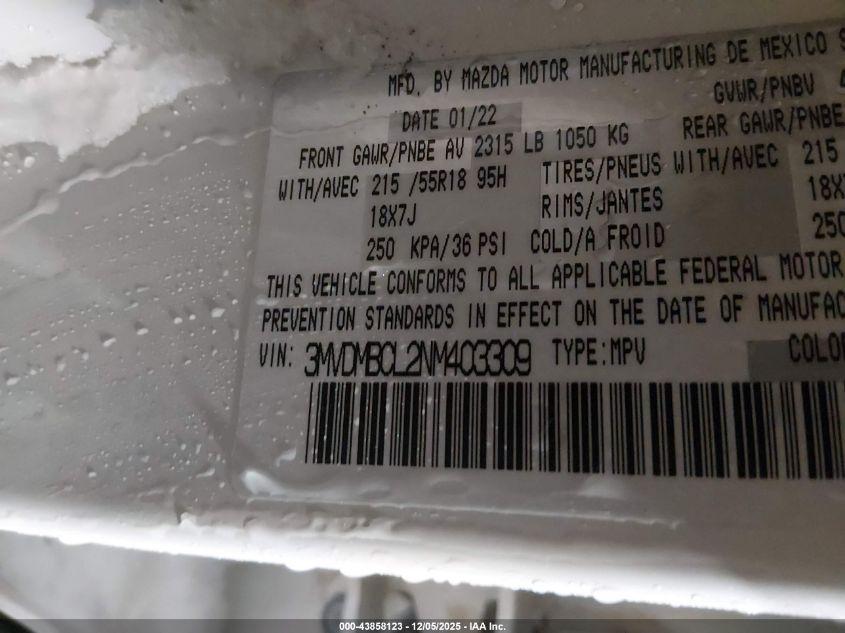 MFD. BY MAZDA MOTOR MANUFACTURING DE MEXICO S
DATE 01/22 GVWR/PNBV
FRONT GAWR/PNBE AV 2315 LB 1050 KG REAR GAWR/PNBE
WITH/AVEC 215 /55R18 95H TIRES/PNEUS WITH/AVEC 215
18X7J RIMS/JANTES 18X
250 KPA/36 PSI COLD/A FROID 250
THIS VEHICLE CONFORMS TO ALL APPLICABLE FEDERAL MOTOR
PREVENTION STANDARDS IN EFFECT ON THE DATE OF MANUFAC
VIN: 3MVDMBCL2NM403309 TYPE:MPV COLO
000-43858123 - 12/05/2025 - IAA Inc.